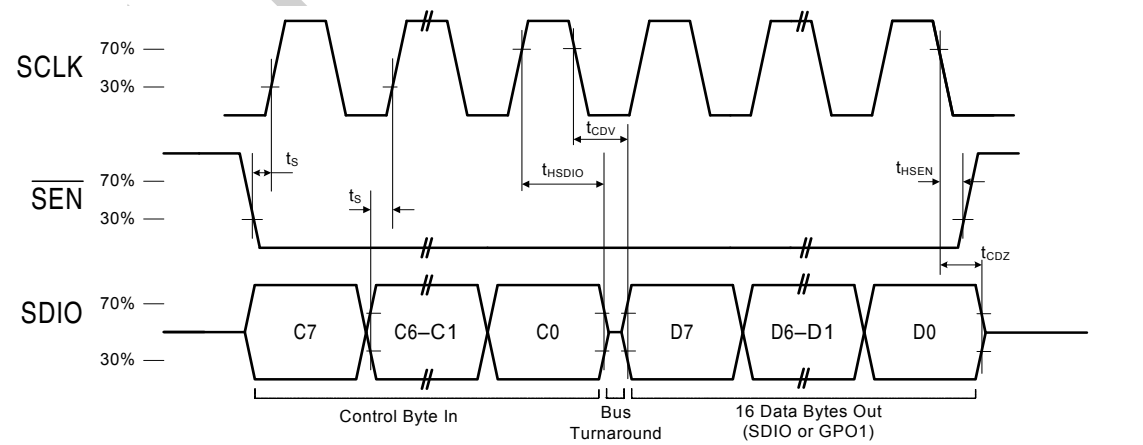 SCLK
70%
30%
tCDV
tS
tHSDIO
tHSEN
SEN
70%
30%
tS
tCDZ
SDIO
70%
30%
C7
C6–C1
C0
D7
D6–D1
D0
Control Byte In
Bus
Turnaround
16 Data Bytes Out
(SDIO or GPO1)